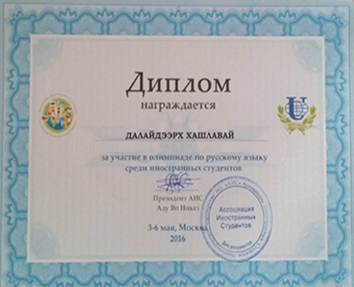 Диплом
награждается
ДАЛАЙДЭЭРХ ХАШЛАВАЙ
за участие в олимпиаде по русскому языку
среди иностранных студентов
Президент АИС
Аду Яо Никез
3-6 мая, Москва
2016
Ассоциация
Иностранных
Студентов